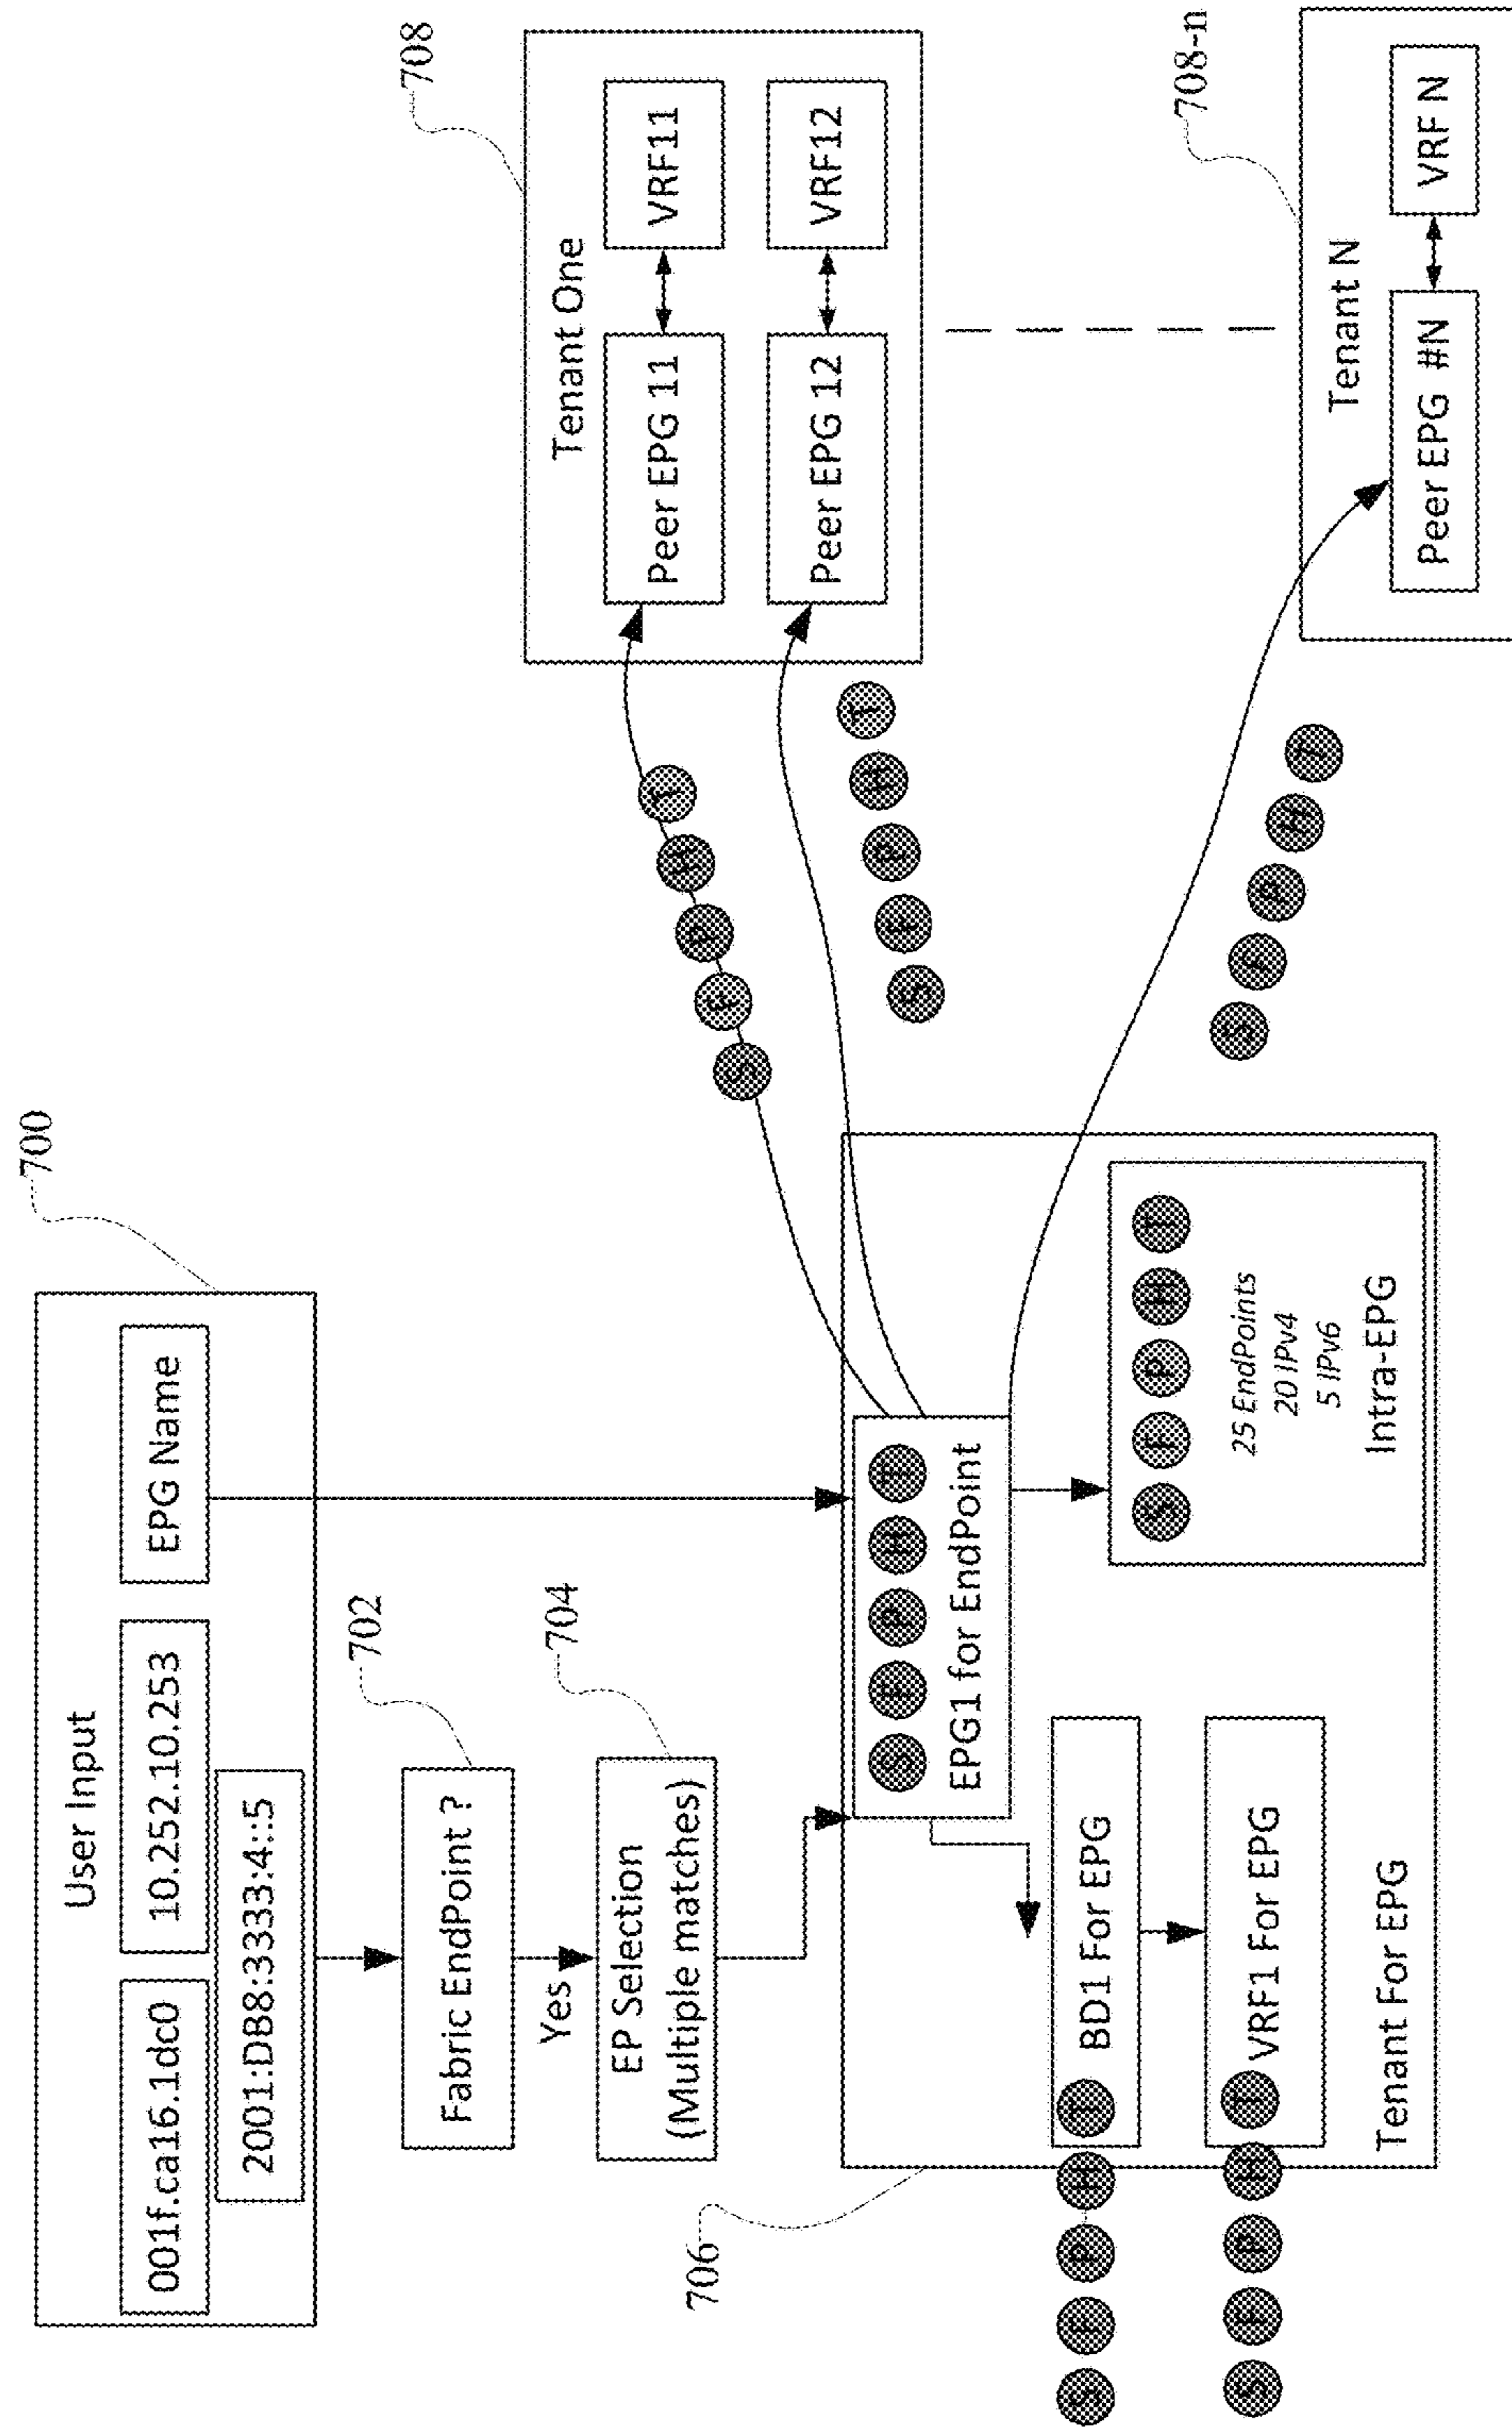 700
User Input
001f.ca16.1dc0
10.252.10.253
EPG Name
2001:DB8:3333:4::5
702
Fabric EndPoint ?
Yes
704
EP Selection
(Multiple matches)
706
S F P H T
EPG1 for EndPoint
S F P H T
BD1 For EPG
S F P H T
VRF1 For EPG
Tenant For EPG
S F P H T
25 EndPoints
20 IPv4
5 IPv6
Intra-EPG
S F P H T
S F P H T
S F P H T
708
Tenant One
Peer EPG 11
VRF11
Peer EPG 12
VRF12
708-n
Tenant N
Peer EPG #N
VRF N